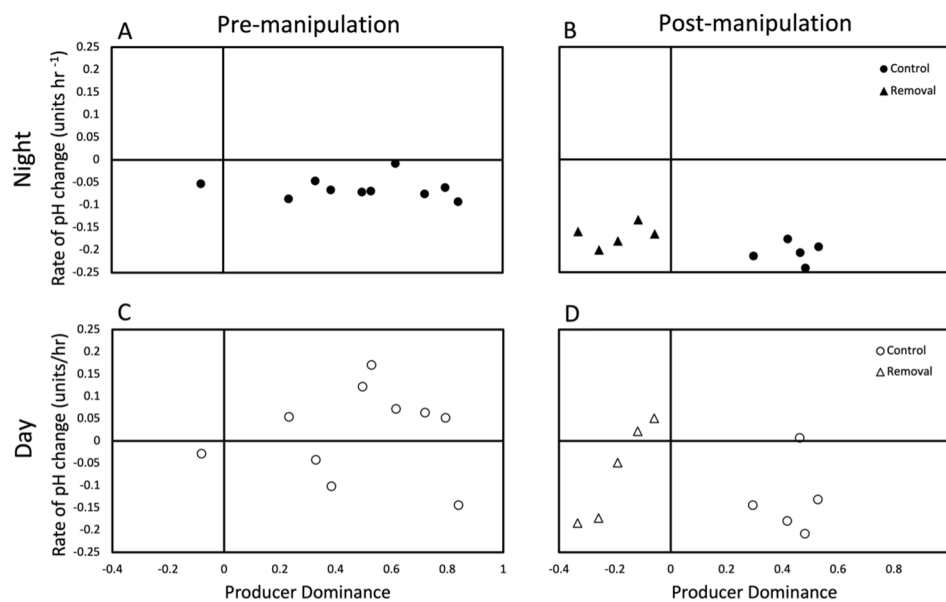 Pre-manipulation
Post-manipulation
A
B
Night
Rate of pH change (units hr -1)
0.25
0.2
0.15
0.1
0.05
0
-0.05
-0.1
-0.15
-0.2
-0.25
Control
Removal
C
D
Day
Rate of pH change (units/hr)
0.25
0.2
0.15
0.1
0.05
0
-0.05
-0.1
-0.15
-0.2
-0.25
Control
Removal
-0.4 -0.2 0 0.2 0.4 0.6 0.8 1
-0.4 -0.2 0 0.2 0.4 0.6 0.8
Producer Dominance
Producer Dominance